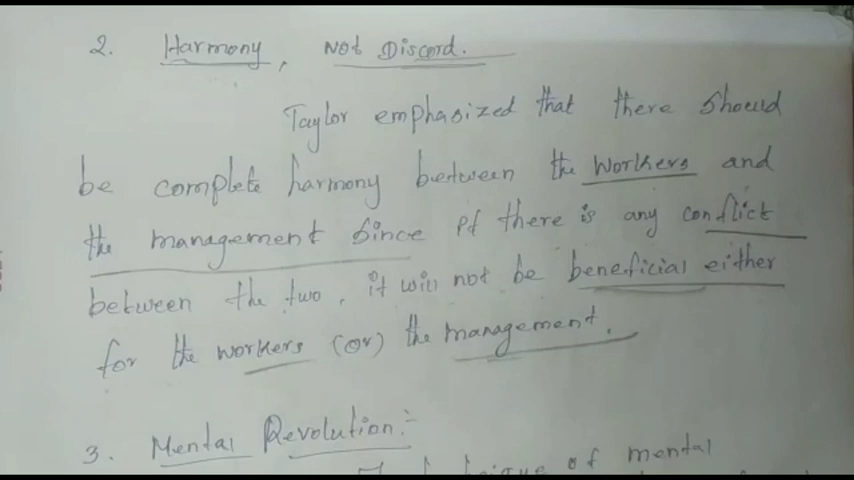 2. Harmony, Not Discord.
Taylor emphasized that there should
be complete harmony between the workers and
the management since if there is any conflict
between the two, it will not be beneficial either
for the workers (or) the management.
3. Mental Revolution:-
of mental